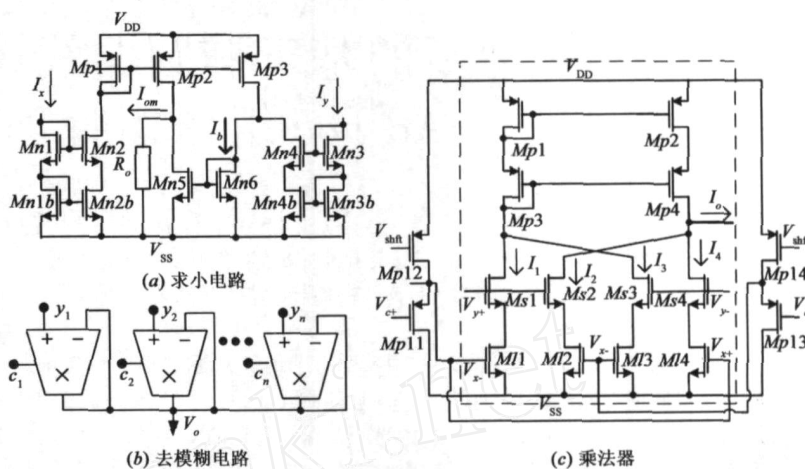 V_DD
Mp1
Mp2
Mp3
I_x
I_om
I_b
I_y
Mn1
Mn2
R_o
Mn5
Mn6
Mn4
Mn3
Mn1b
Mn2b
Mn4b
Mn3b
V_SS
(a) 求小电路
y_1
y_2
y_n
+ −
+ −
+ −
c_1
c_2
c_n
×
×
×
V_o
(b) 去模糊电路
V_DD
Mp1
Mp2
Mp3
Mp4
I_o
V_shft
V_shft
Mp12
Mp14
I_1
I_2
I_3
I_4
Ms1
Ms2
Ms3
Ms4
V_y+
V_y-
V_c+
Mp11
Mp13
V_x-
Ml1
Ml2
V_x-
Ml3
Ml4
V_x+
V_SS
(c) 乘法器